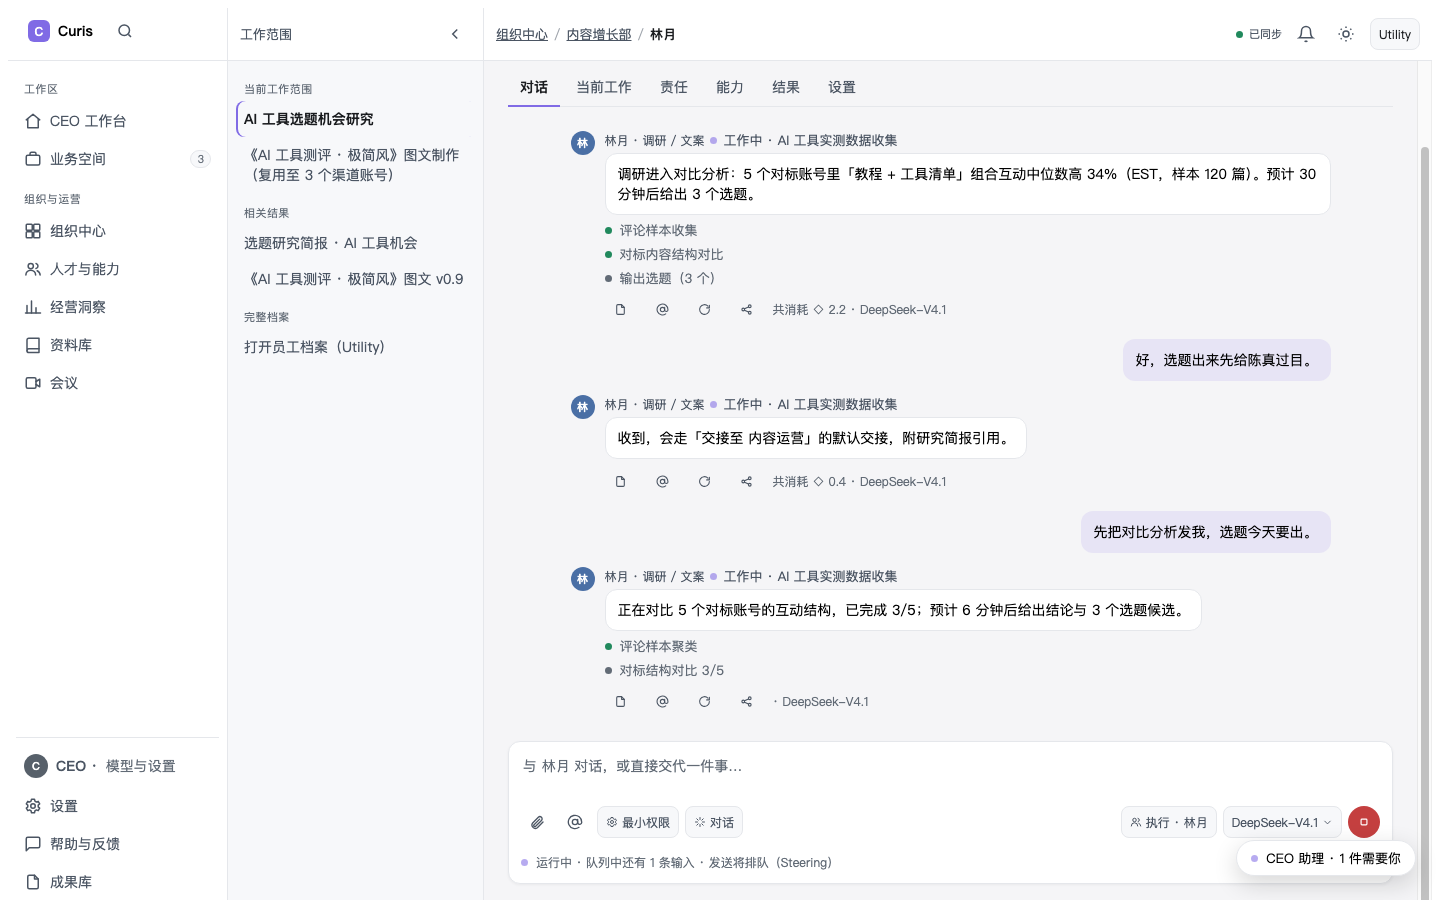 C Curis
工作区
CEO 工作台
业务空间 3
组织与运营
组织中心
人才与能力
经营洞察
资料库
会议
C CEO · 模型与设置
设置
帮助与反馈
成果库
工作范围
当前工作范围
AI 工具选题机会研究
《AI 工具测评 · 极简风》图文制作
（复用至 3 个渠道账号）
相关结果
选题研究简报 · AI 工具机会
《AI 工具测评 · 极简风》图文 v0.9
完整档案
打开员工档案（Utility）
组织中心 / 内容增长部 / 林月
已同步
Utility
对话 当前工作 责任 能力 结果 设置
林 林月 · 调研 / 文案 工作中 · AI 工具实测数据收集
调研进入对比分析：5 个对标账号里「教程 + 工具清单」组合互动中位数高 34%（EST，样本 120 篇）。预计 30
分钟后给出 3 个选题。
评论样本收集
对标内容结构对比
输出选题（3 个）
共消耗 ◇ 2.2 · DeepSeek-V4.1
好，选题出来先给陈真过目。
林 林月 · 调研 / 文案 工作中 · AI 工具实测数据收集
收到，会走「交接至 内容运营」的默认交接，附研究简报引用。
共消耗 ◇ 0.4 · DeepSeek-V4.1
先把对比分析发我，选题今天要出。
林 林月 · 调研 / 文案 工作中 · AI 工具实测数据收集
正在对比 5 个对标账号的互动结构，已完成 3/5；预计 6 分钟后给出结论与 3 个选题候选。
评论样本聚类
对标结构对比 3/5
· DeepSeek-V4.1
与 林月 对话，或直接交代一件事...
最小权限 对话 执行 · 林月 DeepSeek-V4.1
运行中 · 队列中还有 1 条输入 · 发送将排队（Steering）
CEO 助理 · 1 件需要你